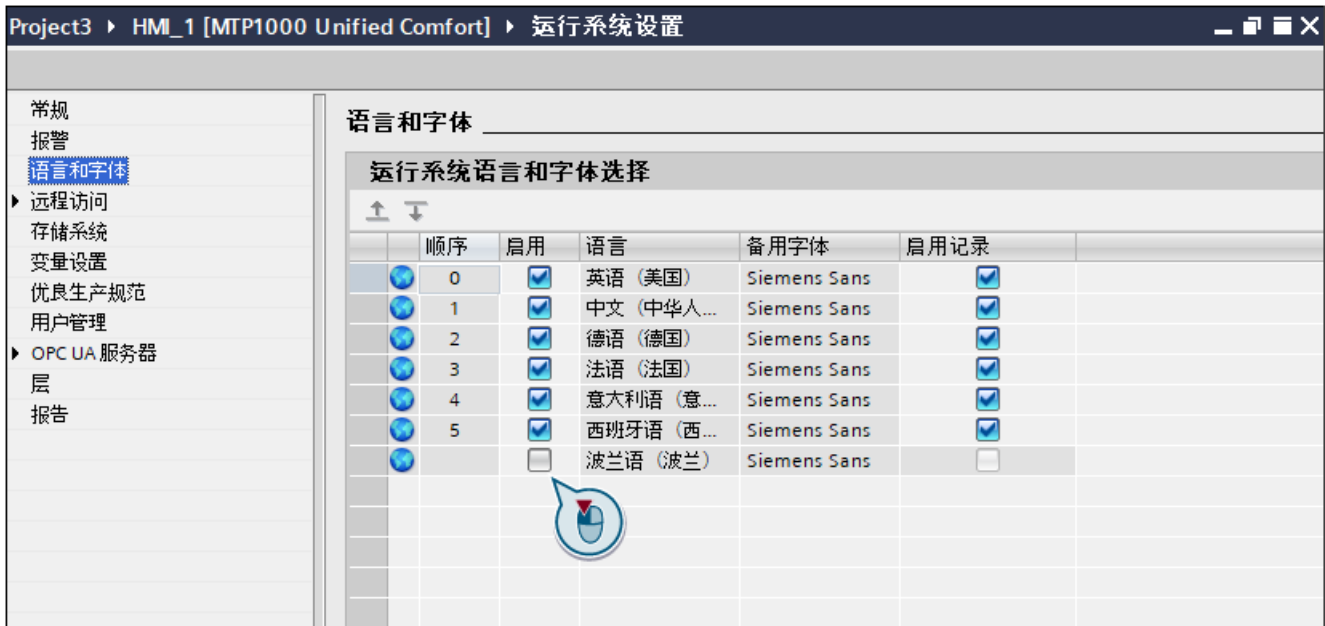 Project3 ▸ HMI_1 [MTP1000 Unified Comfort] ▸ 运行系统设置
常规
报警
语言和字体
远程访问
存储系统
变量设置
优良生产规范
用户管理
OPC UA 服务器
层
报告
语言和字体
运行系统语言和字体选择
顺序 启用 语言 备用字体 启用记录
0 英语（美国） Siemens Sans
1 中文（中华人... Siemens Sans
2 德语（德国） Siemens Sans
3 法语（法国） Siemens Sans
4 意大利语（意... Siemens Sans
5 西班牙语（西... Siemens Sans
波兰语（波兰） Siemens Sans